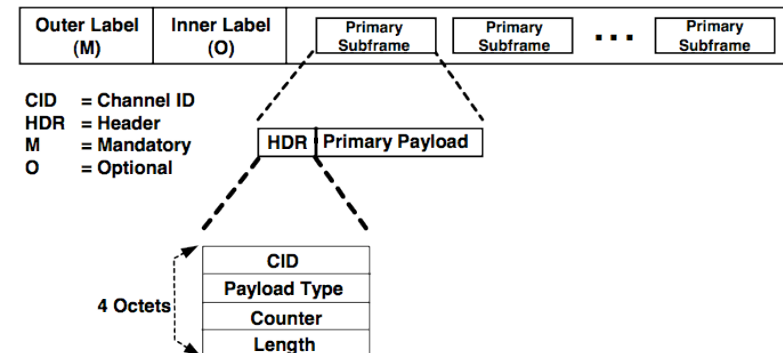 Outer Label
(M)
Inner Label
(O)
Primary
Subframe
Primary
Subframe
...
Primary
Subframe
CID = Channel ID
HDR = Header
M = Mandatory
O = Optional
HDR
Primary Payload
4 Octets
CID
Payload Type
Counter
Length